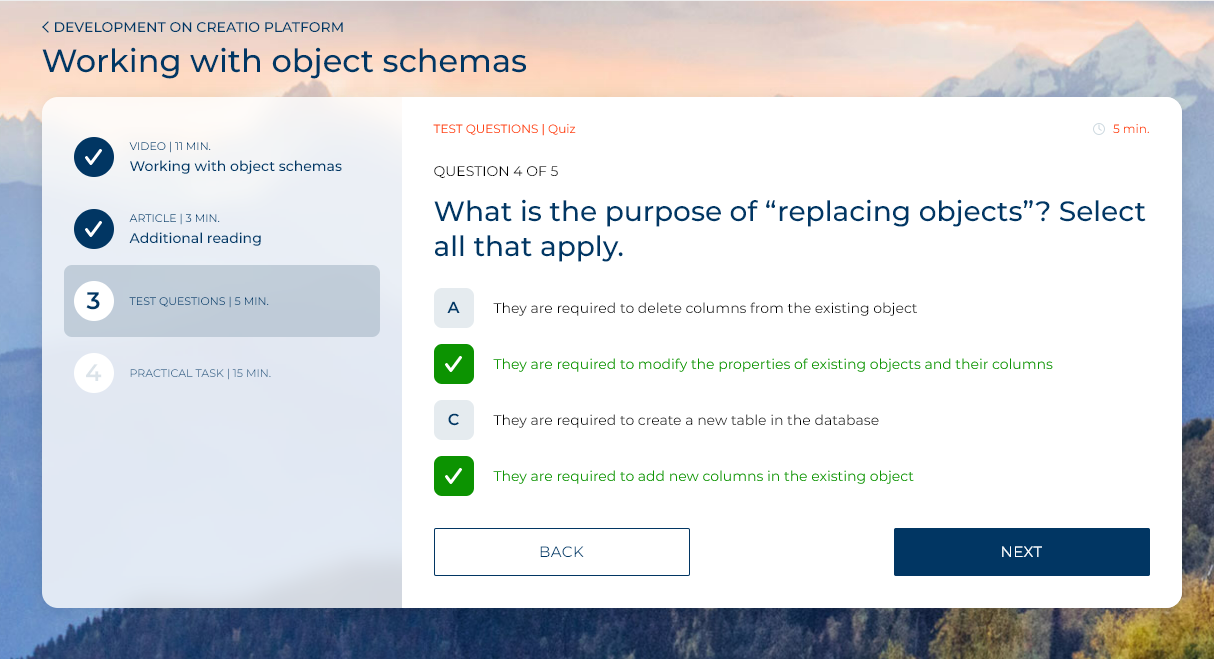 < DEVELOPMENT ON CREATIO PLATFORM
Working with object schemas
VIDEO | 11 MIN.
Working with object schemas
ARTICLE | 3 MIN.
Additional reading
3
TEST QUESTIONS | 5 MIN.
4
PRACTICAL TASK | 15 MIN.
TEST QUESTIONS | Quiz
5 min.
QUESTION 4 OF 5
What is the purpose of “replacing objects”? Select
all that apply.
A
They are required to delete columns from the existing object
They are required to modify the properties of existing objects and their columns
C
They are required to create a new table in the database
They are required to add new columns in the existing object
BACK
NEXT